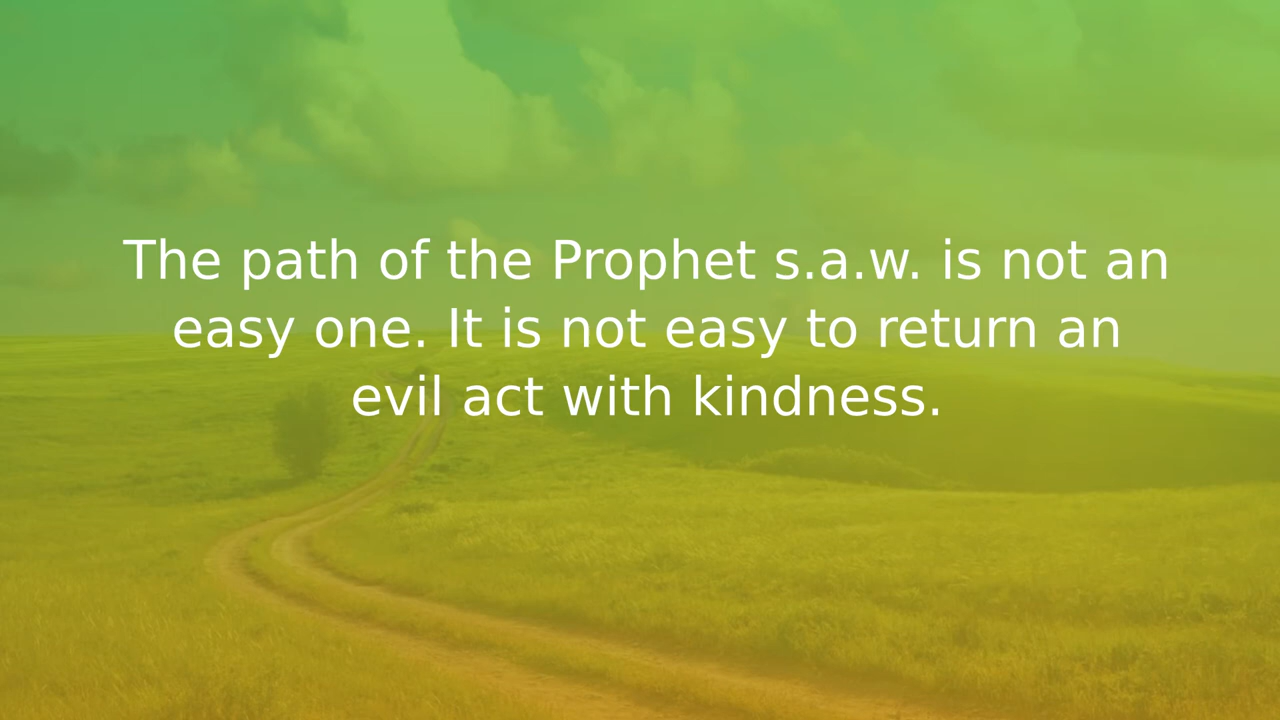 The path of the Prophet s.a.w. is not an
easy one. It is not easy to return an
evil act with kindness.